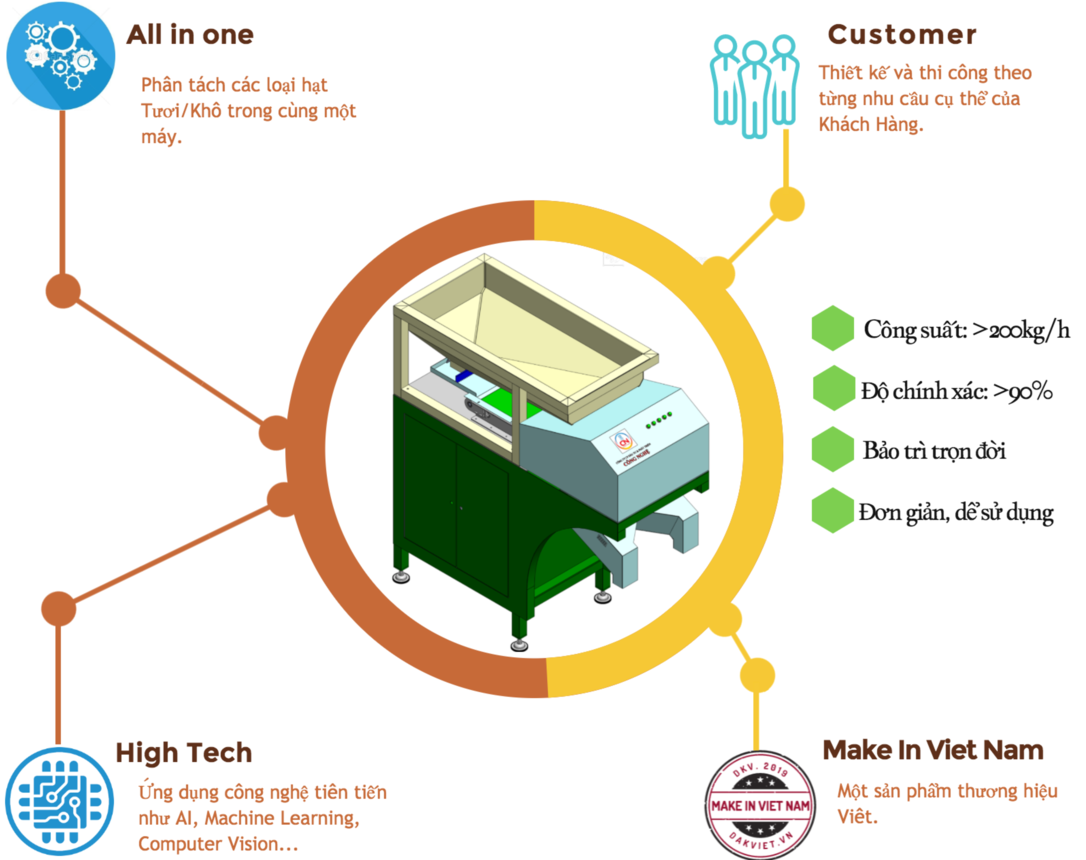 All in one
Phân tách các loại hạt
Tươi/Khô trong cùng một
máy.
Customer
Thiết kế và thi công theo
từng nhu cầu cụ thể của
Khách Hàng.
Công suất: >200kg/h
Độ chính xác: >90%
Bảo trì trọn đời
Đơn giản, dể sử dụng
CN
CÔNG NGHỆ
High Tech
Ứng dụng công nghệ tiên tiến
như AI, Machine Learning,
Computer Vision...
Make In Viet Nam
Một sản phẩm thương hiệu
Viêt.
DKV. 2019
MAKE IN VIET NAM
DAKVIET.VN